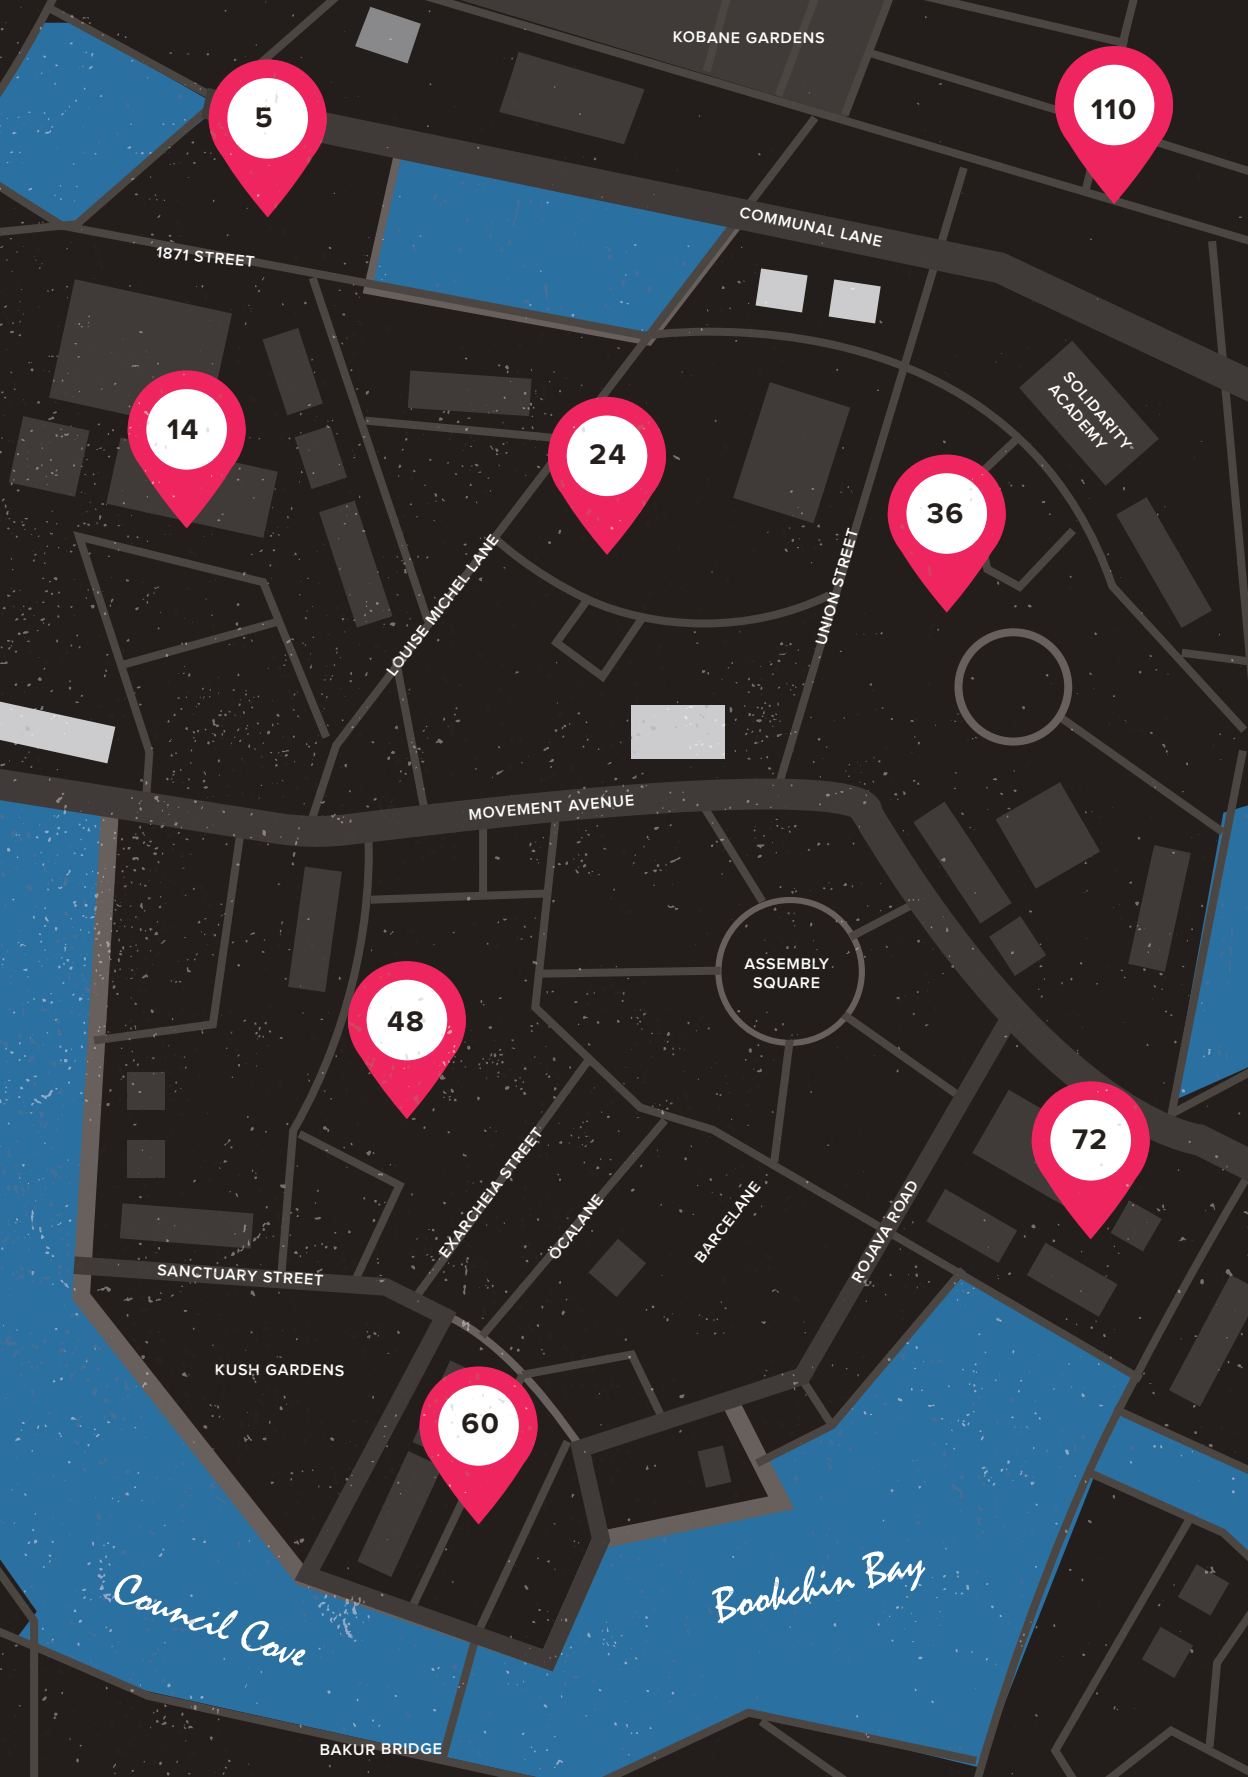 KOBANE GARDENS
110
5
COMMUNAL LANE
1871 STREET
SOLIDARITY
ACADEMY
14
24
36
LOUISE MICHEL LANE
UNION STREET
MOVEMENT AVENUE
ASSEMBLY
SQUARE
48
72
EXARCHEIA STREET
ÖCALANE
BARCELANE
ROJAVA ROAD
SANCTUARY STREET
KUSH GARDENS
60
Council Cove
Bookchin Bay
BAKUR BRIDGE